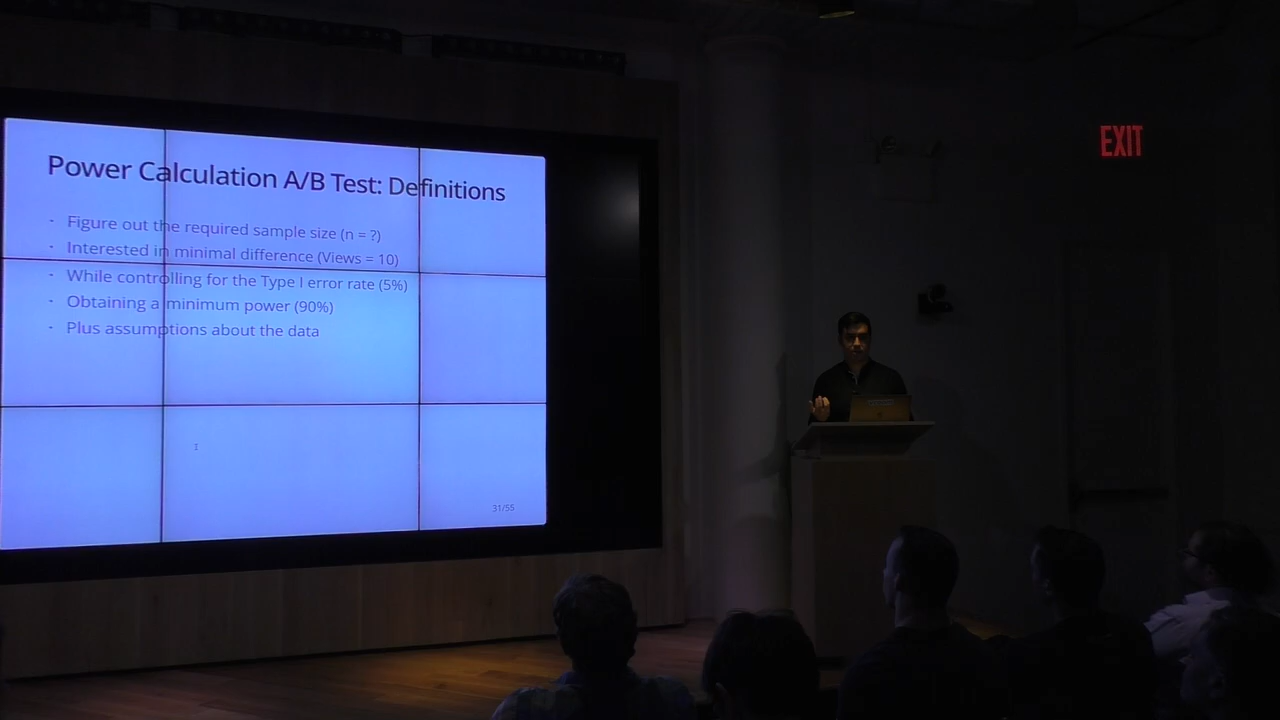 Power Calculation A/B Test: Definitions
- Figure out the required sample size (n = ?)
- Interested in minimal difference (Views = 10)
- While controlling for the Type I error rate (5%)
- Obtaining a minimum power (90%)
- Plus assumptions about the data
31/55
EXIT